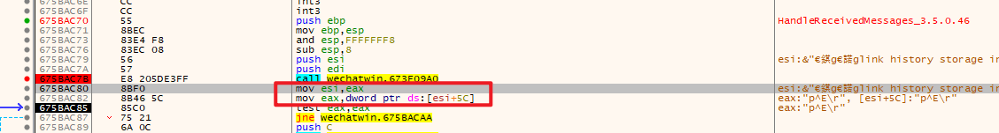 675BAC6E CC int3
675BAC6F CC int3
675BAC70 55 push ebp HandleReceivedMessages_3.5.0.46
675BAC71 8BEC mov ebp,esp
675BAC73 83E4 F8 and esp,FFFFFFF8
675BAC76 83EC 08 sub esp,8
675BAC79 56 push esi esi:&"€鍈g€諾glink history storage in
675BAC7A 57 push edi
675BAC7B E8 205DE3FF call wechatwin.673F09A0
675BAC80 8BF0 mov esi,eax esi:&"€鍈g€諾glink history storage in
675BAC82 8B46 5C mov eax,dword ptr ds:[esi+5C] eax:"p^E\r", [esi+5C]:"p^E\r"
675BAC85 85C0 test eax,eax eax:"p^E\r"
675BAC87 75 21 jne wechatwin.675BACAA
675BAC89 6A 0C push C